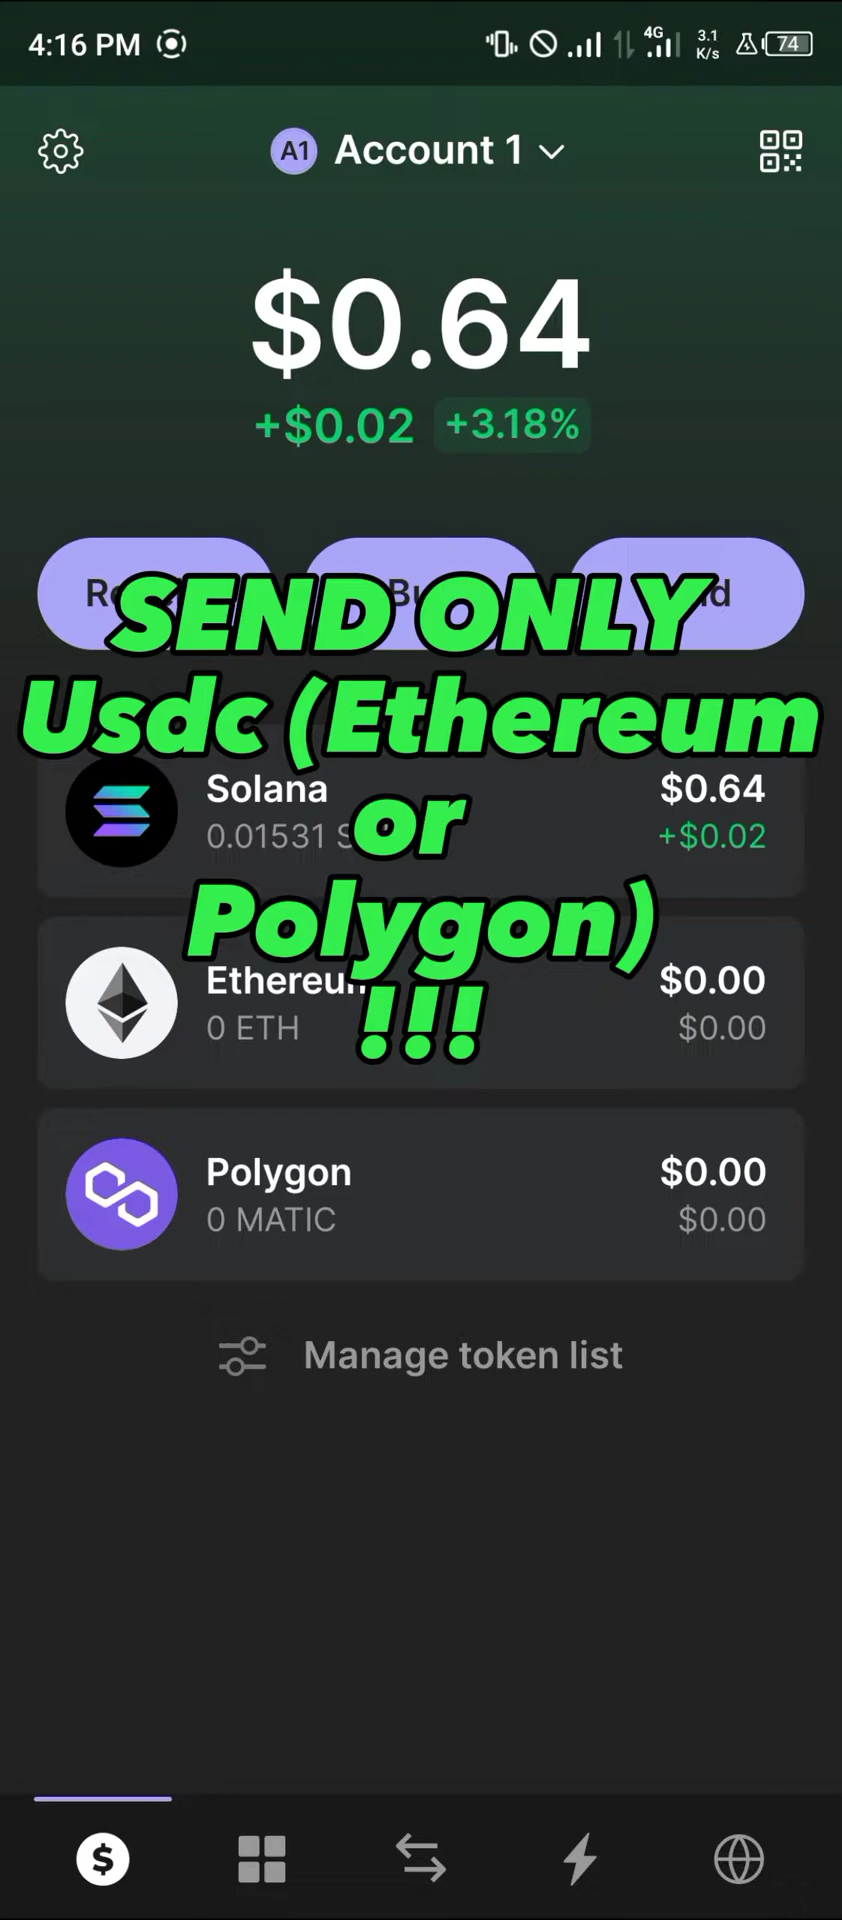 4:16 PM
4G
3.1
K/s
74
A1 Account 1
$0.64
+$0.02 +3.18%
SEND ONLY
Usdc (Ethereum
or
Polygon)
!!!
Solana
$0.64
0.01531
+$0.02
$0.00
0 ETH
$0.00
Polygon
$0.00
0 MATIC
$0.00
Manage token list
$